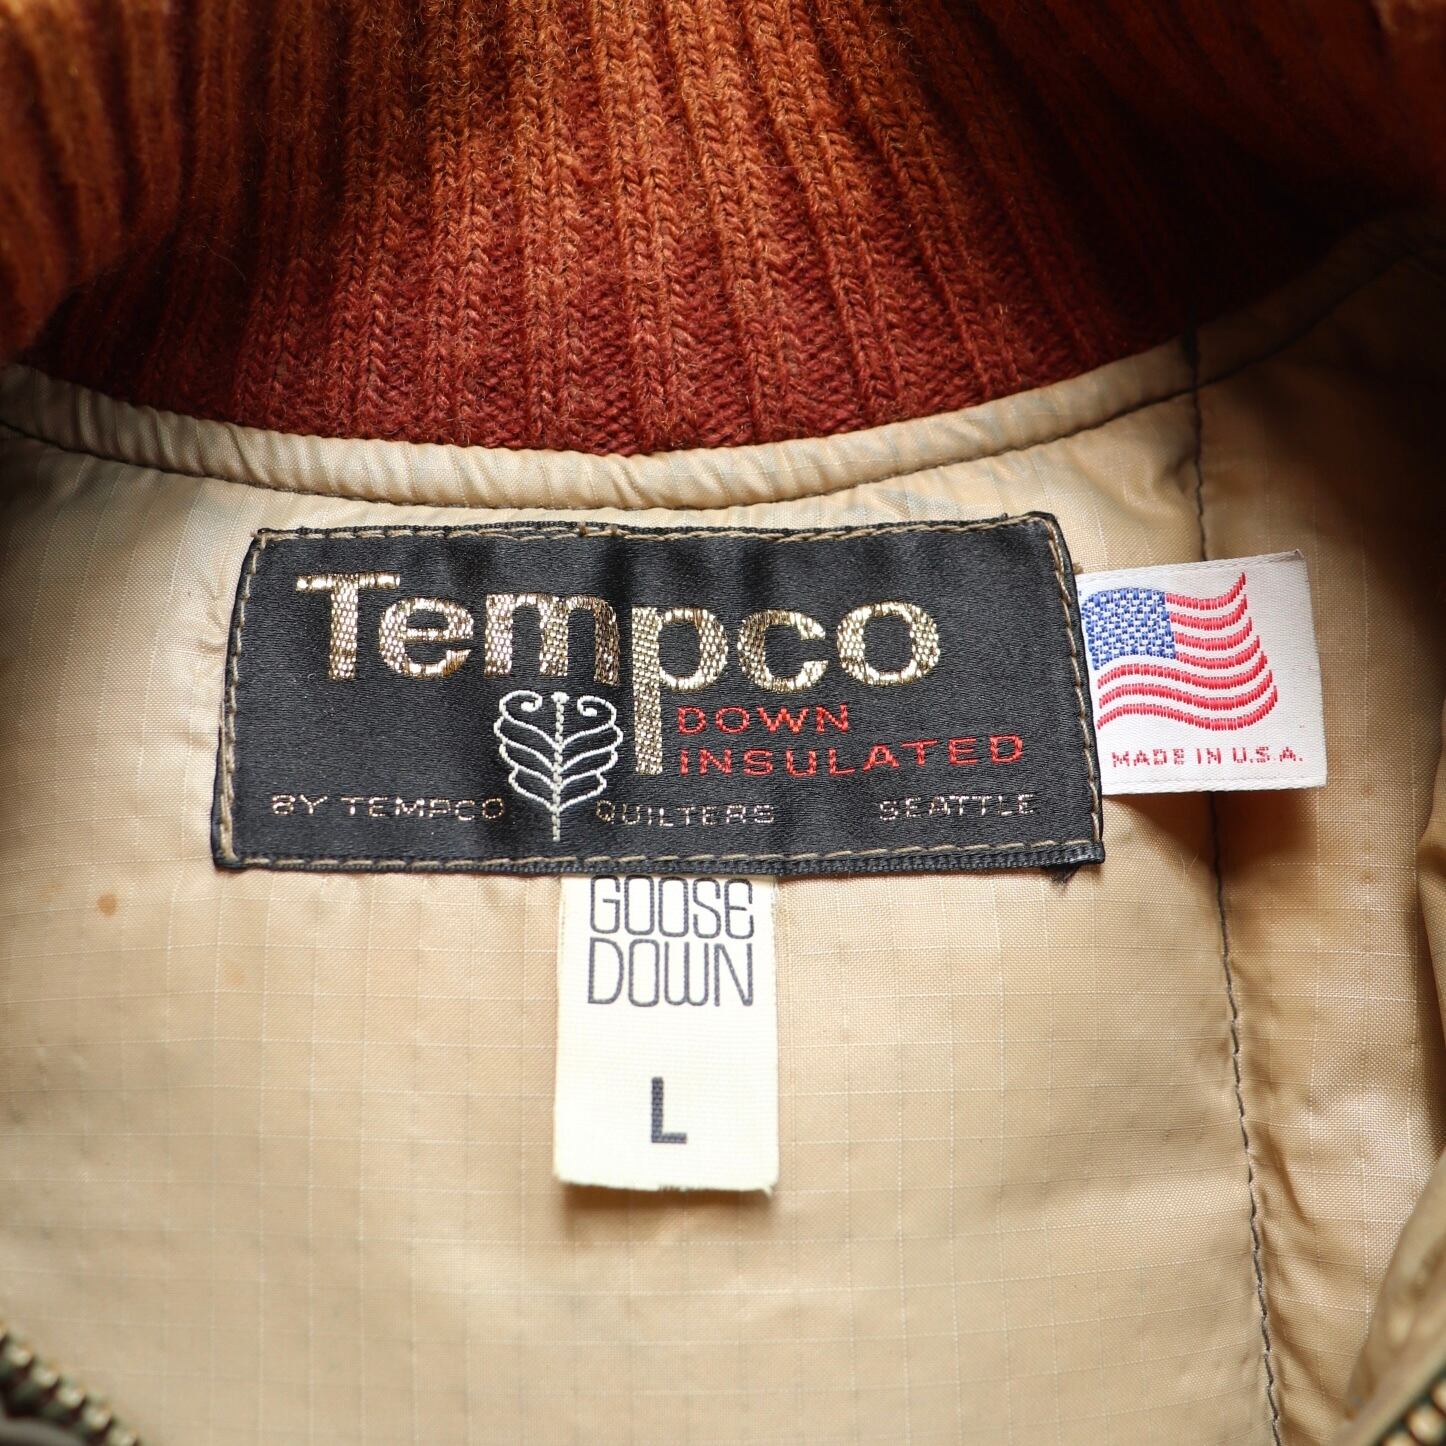 Tempco
DOWN
INSULATED
BY TEMPCO QUILTERS SEATTLE
MADE IN U.S.A.
GOOSE
DOWN
L